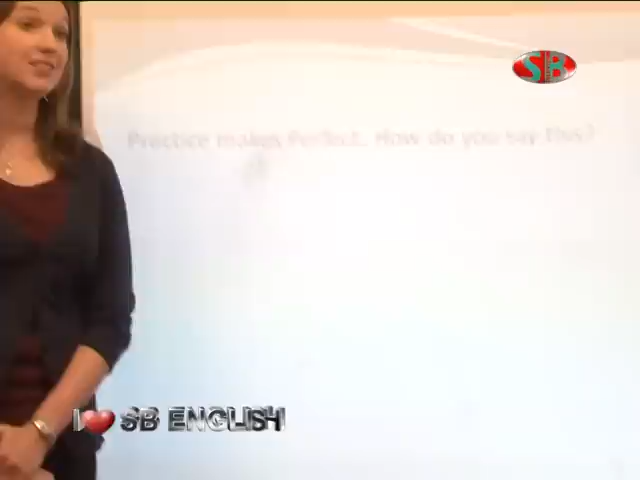 SB
Practice makes Perfect. How do you say this?
I ❤ SB ENGLISH